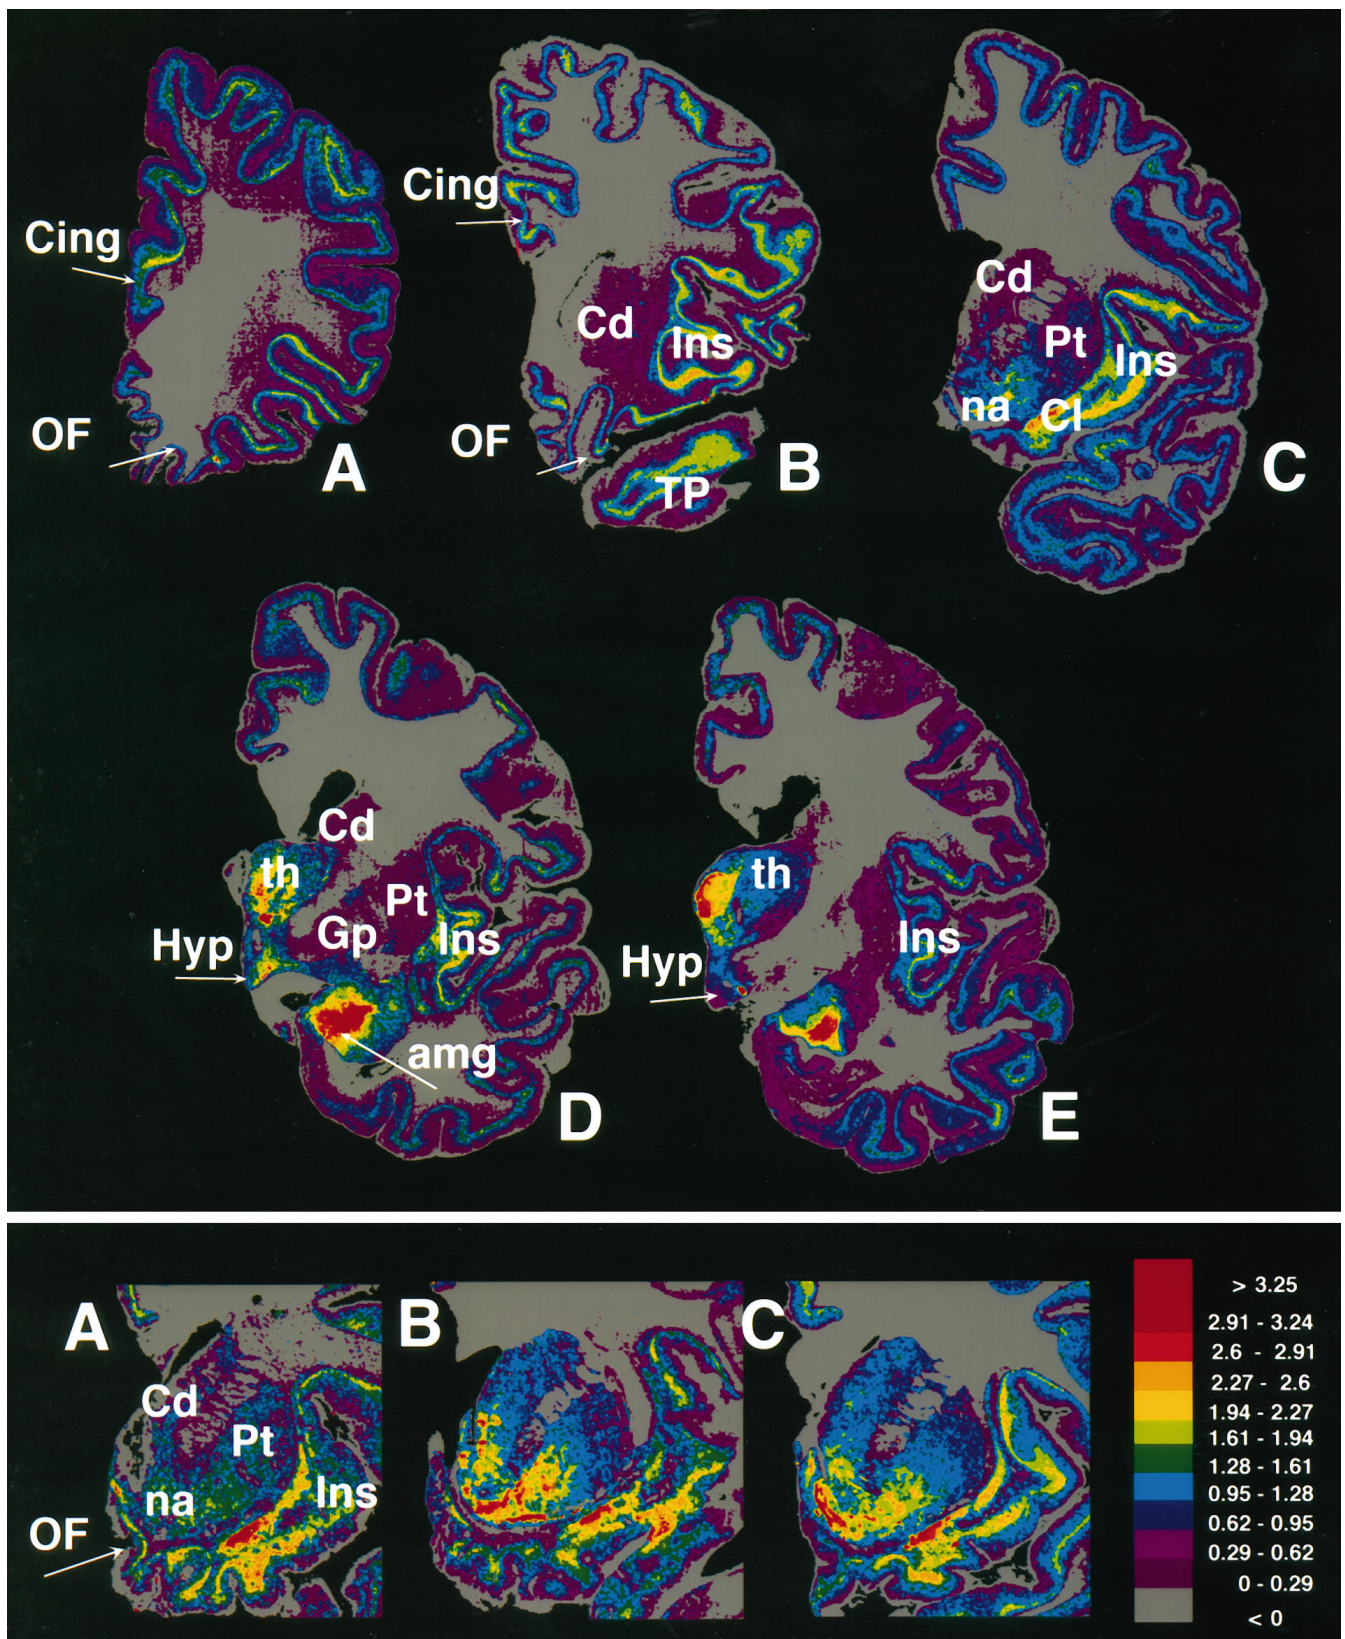 Cing
OF
A
Cing
Cd
Ins
OF
TP
B
Cd
Pt
Ins
na
Cl
C
Cd
th
Pt
Gp
Ins
Hyp
amg
D
th
Ins
Hyp
E
A
Cd
Pt
na
Ins
OF
B
C
> 3.25
2.91 - 3.24
2.6 - 2.91
2.27 - 2.6
1.94 - 2.27
1.61 - 1.94
1.28 - 1.61
0.95 - 1.28
0.62 - 0.95
0.29 - 0.62
0 - 0.29
< 0